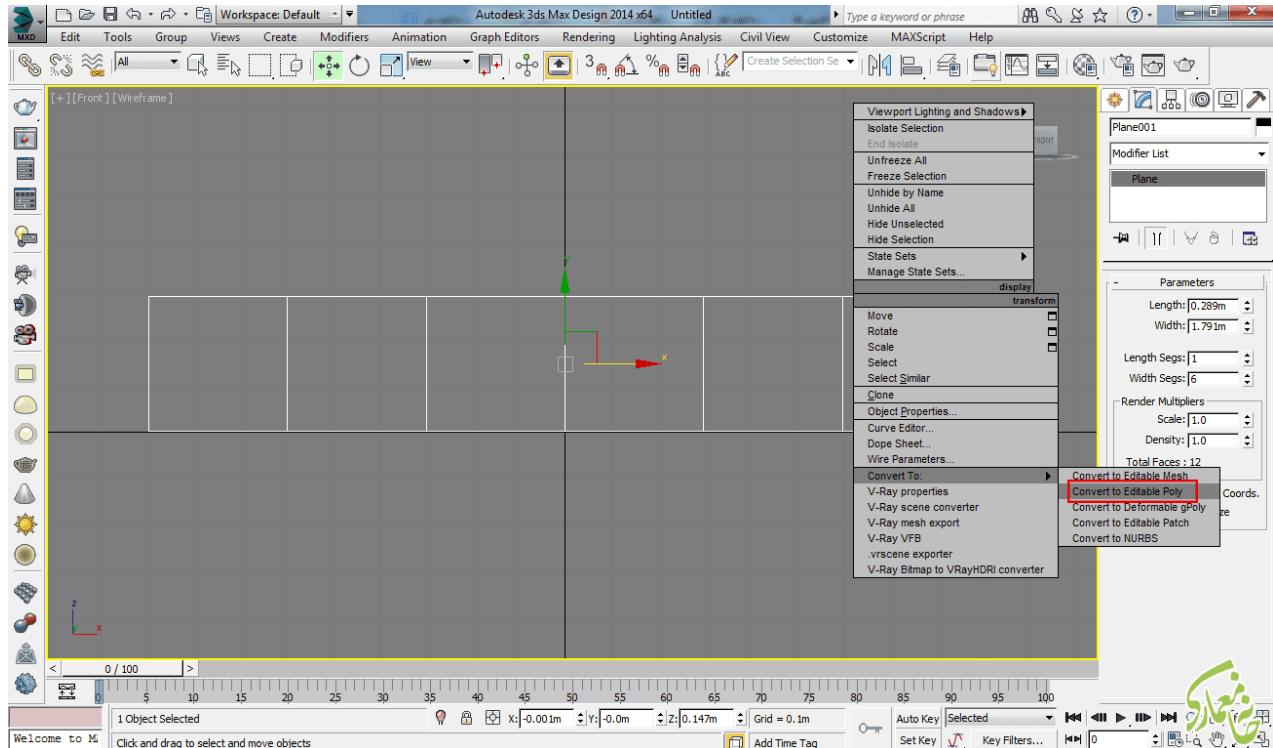 Workspace: Default
Autodesk 3ds Max Design 2014 x64
Untitled
Type a keyword or phrase
MXD
Edit Tools Group Views Create Modifiers Animation Graph Editors Rendering Lighting Analysis Civil View Customize MAXScript Help
All
View
3
%
ABC
Create Selection Se
[+][Front][Wireframe]
FRONT
Viewport Lighting and Shadows
Isolate Selection
End Isolate
Unfreeze All
Freeze Selection
Unhide by Name
Unhide All
Hide Unselected
Hide Selection
State Sets
Manage State Sets...
display
transform
Move
Rotate
Scale
Select
Select Similar
Clone
Object Properties...
Curve Editor...
Dope Sheet...
Wire Parameters...
Convert To:
V-Ray properties
V-Ray scene converter
V-Ray mesh export
V-Ray VFB
.vrscene exporter
V-Ray Bitmap to VRayHDRI converter
Convert to Editable Mesh
Convert to Editable Poly
Convert to Deformable gPoly
Convert to Editable Patch
Convert to NURBS
Plane001
Modifier List
Plane
- Parameters
Length: 0.289m
Width: 1.791m
Length Segs: 1
Width Segs: 6
Render Multipliers
Scale: 1.0
Density: 1.0
Total Faces : 12
Coords.
ze
y
x
z
x
< 0 / 100 >
0 5 10 15 20 25 30 35 40 45 50 55 60 65 70 75 80 85 90 95 100
1 Object Selected
X: -0.001m Y: -0.0m Z: 0.147m
Grid = 0.1m
Auto Key
Selected
Welcome to M
Click and drag to select and move objects
Add Time Tag
Set Key
Key Filters...
0